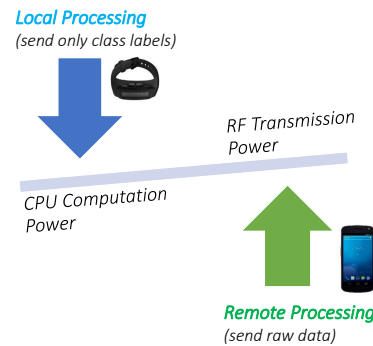 Local Processing
(send only class labels)
RF Transmission
Power
CPU Computation
Power
Remote Processing
(send raw data)